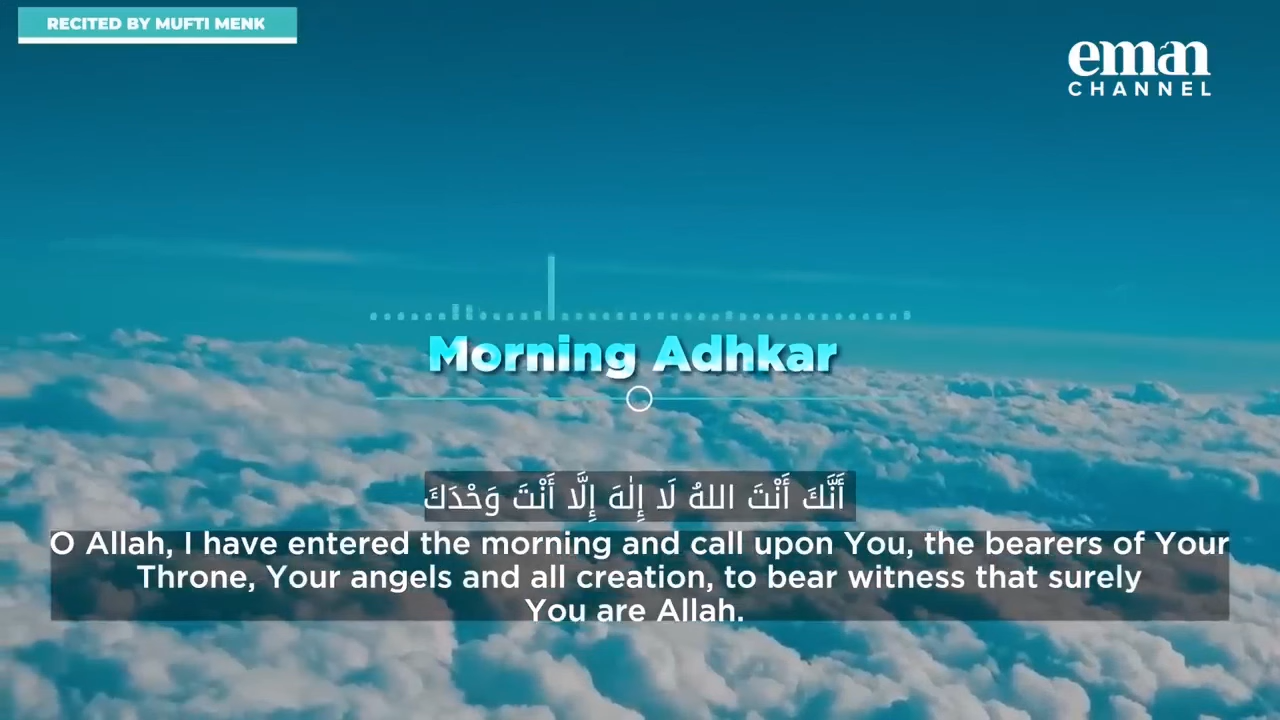 RECITED BY MUFTI MENK
eman
CHANNEL
Morning Adhkar
أَنَّكَ أَنْتَ اللهُ لَا إِلٰهَ إِلَّا أَنْتَ وَحْدَكَ
O Allah, I have entered the morning and call upon You, the bearers of Your
Throne, Your angels and all creation, to bear witness that surely
You are Allah.